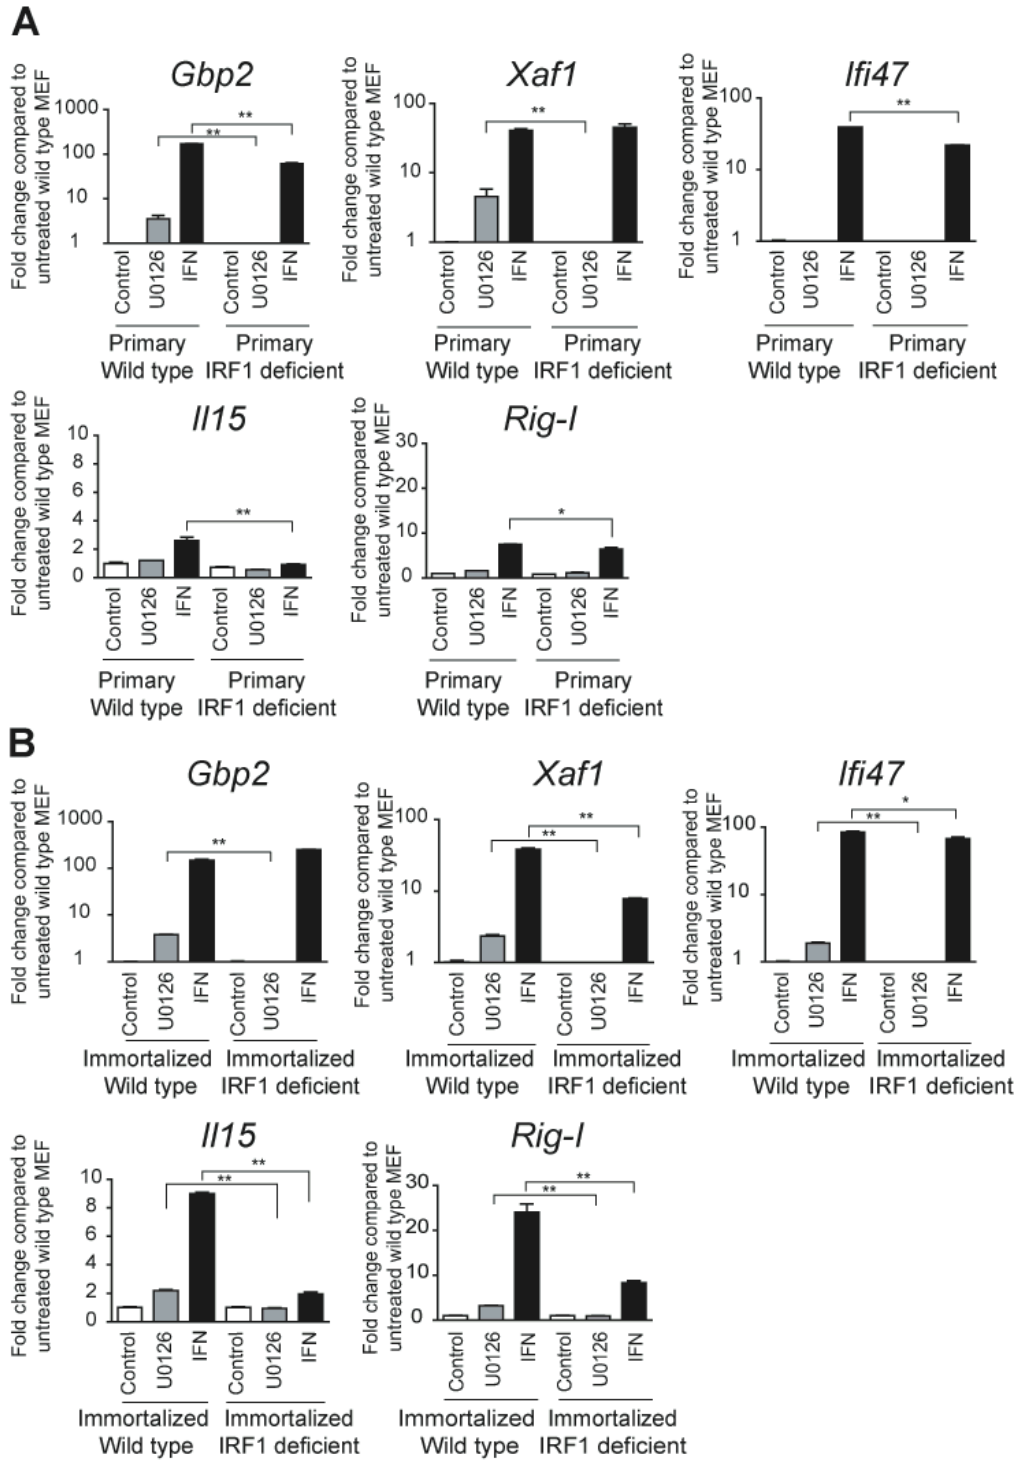 A
Gbp2
Fold change compared to
untreated wild type MEF
1000
100
10
1
**
**
Control
U0126
IFN
Control
U0126
IFN
Primary
Wild type
Primary
IRF1 deficient
Xaf1
Fold change compared to
untreated wild type MEF
100
10
1
**
Control
U0126
IFN
Control
U0126
IFN
Primary
Wild type
Primary
IRF1 deficient
Ifi47
Fold change compared to
untreated wild type MEF
100
10
1
**
Control
U0126
IFN
Control
U0126
IFN
Primary
Wild type
Primary
IRF1 deficient
Il15
Fold change compared to
untreated wild type MEF
10
8
6
4
2
0
**
Control
U0126
IFN
Control
U0126
IFN
Primary
Wild type
Primary
IRF1 deficient
Rig-I
Fold change compared to
untreated wild type MEF
30
20
10
0
*
Control
U0126
IFN
Control
U0126
IFN
Primary
Wild type
Primary
IRF1 deficient
B
Gbp2
Fold change compared to
untreated wild type MEF
1000
100
10
1
**
Control
U0126
IFN
Control
U0126
IFN
Immortalized
Wild type
Immortalized
IRF1 deficient
Xaf1
Fold change compared to
untreated wild type MEF
100
10
1
**
**
Control
U0126
IFN
Control
U0126
IFN
Immortalized
Wild type
Immortalized
IRF1 deficient
Ifi47
Fold change compared to
untreated wild type MEF
100
10
1
*
**
Control
U0126
IFN
Control
U0126
IFN
Immortalized
Wild type
Immortalized
IRF1 deficient
Il15
Fold change compared to
untreated wild type MEF
10
8
6
4
2
0
**
**
Control
U0126
IFN
Control
U0126
IFN
Immortalized
Wild type
Immortalized
IRF1 deficient
Rig-I
Fold change compared to
untreated wild type MEF
30
20
10
0
**
**
Control
U0126
IFN
Control
U0126
IFN
Immortalized
Wild type
Immortalized
IRF1 deficient